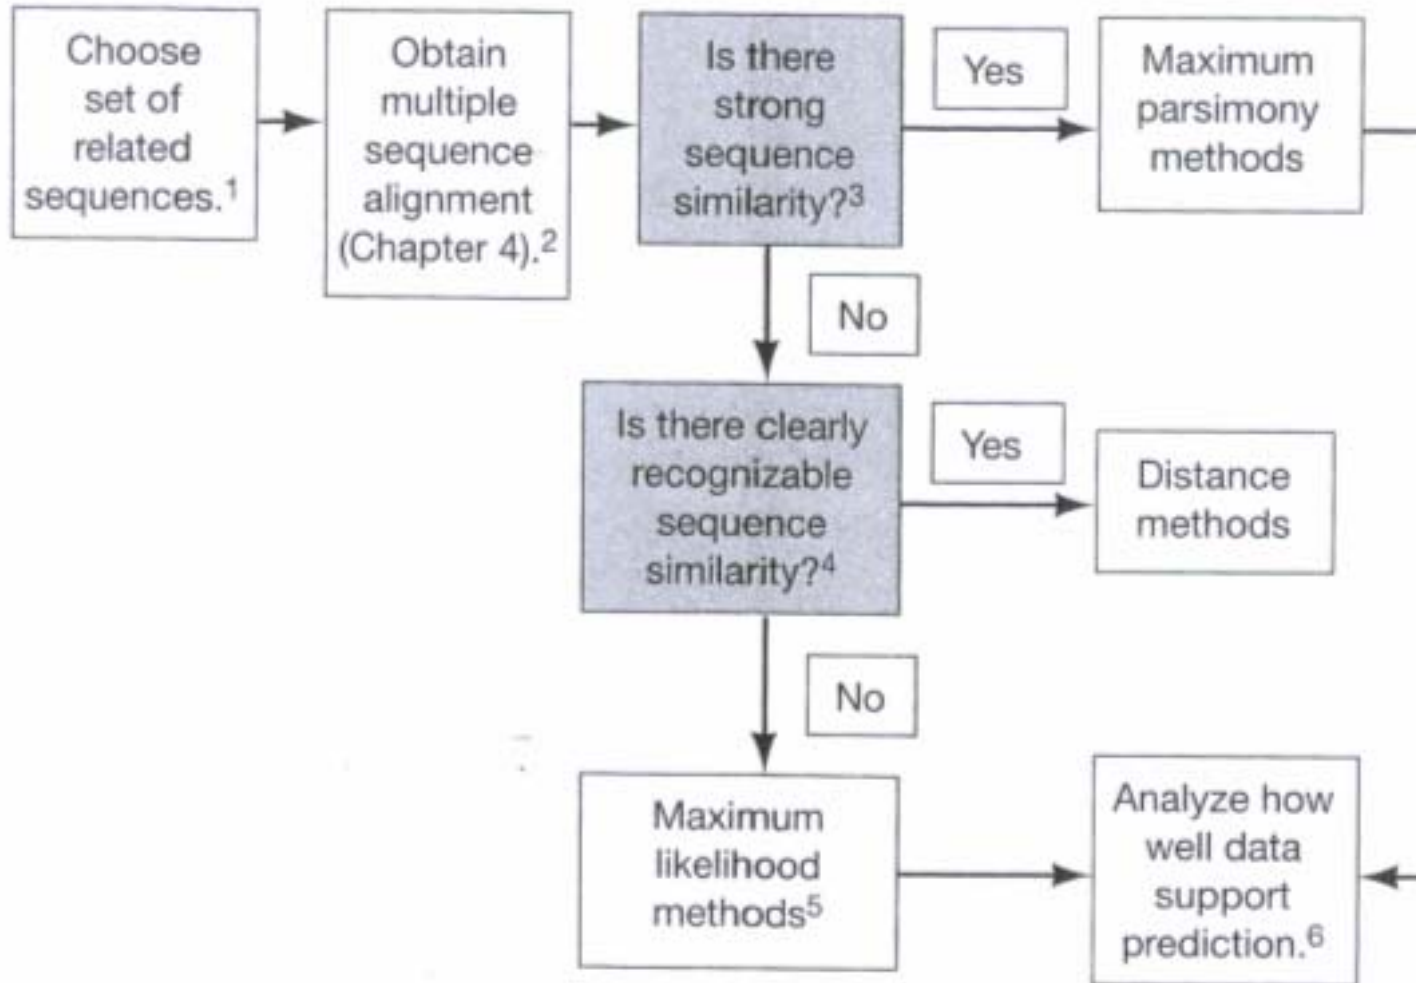 Choose
set of
related
sequences.¹
Obtain
multiple
sequence
alignment
(Chapter 4).²
Is there
strong
sequence
similarity?³
Yes
Maximum
parsimony
methods
No
Is there clearly
recognizable
sequence
similarity?⁴
Yes
Distance
methods
No
Maximum
likelihood
methods⁵
Analyze how
well data
support
prediction.⁶